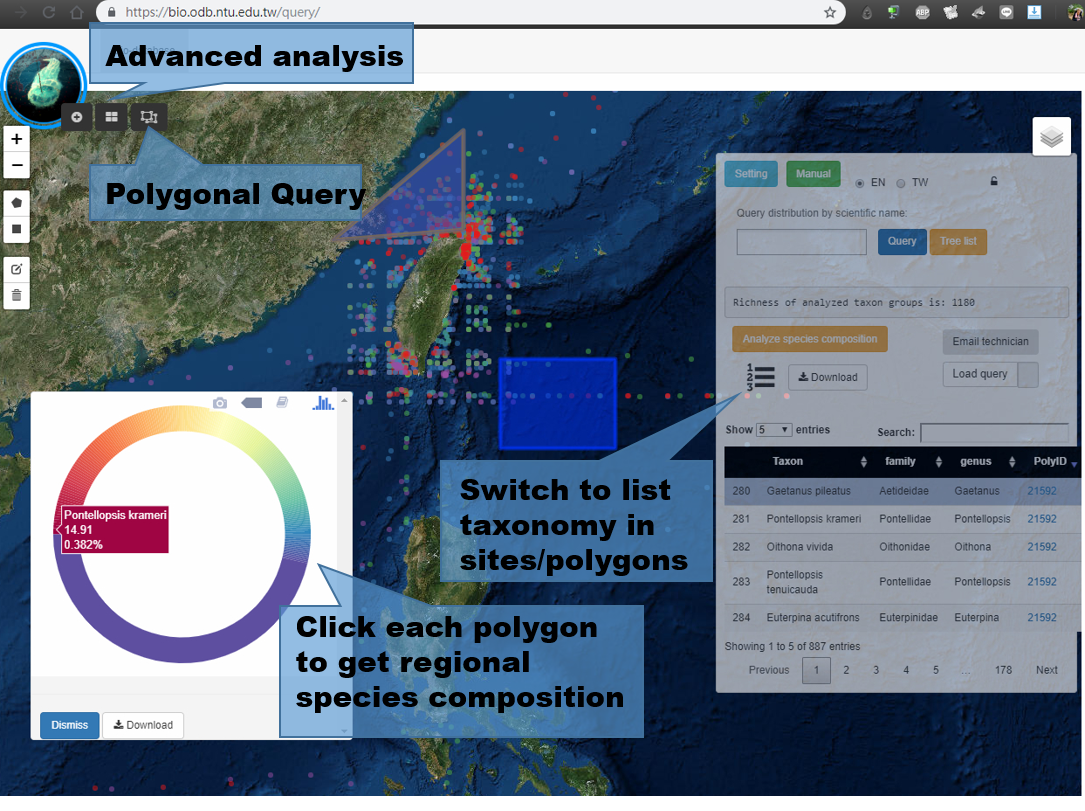 https://bio.odb.ntu.edu.tw/query/
ABP
Advanced analysis
Polygonal Query
+
−
Setting
Manual
EN
TW
Query distribution by scientific name:
Query
Tree list
Richness of analyzed taxon groups is: 1180
Analyze species composition
Email technician
1
2
3
Download
Load query
Show 5 entries
Search:
Taxon family genus PolyID
280 Gaetanus pileatus Aetideidae Gaetanus 21592
281 Pontellopsis krameri Pontellidae Pontellopsis 21592
282 Oithona vivida Oithonidae Oithona 21592
283 Pontellopsis tenuicauda Pontellidae Pontellopsis 21592
284 Euterpina acutifrons Euterpinidae Euterpina 21592
Showing 1 to 5 of 887 entries
Previous 1 2 3 4 5 ... 178 Next
Switch to list
taxonomy in
sites/polygons
Pontellopsis krameri
14.91
0.382%
Click each polygon
to get regional
species composition
Dismiss
Download